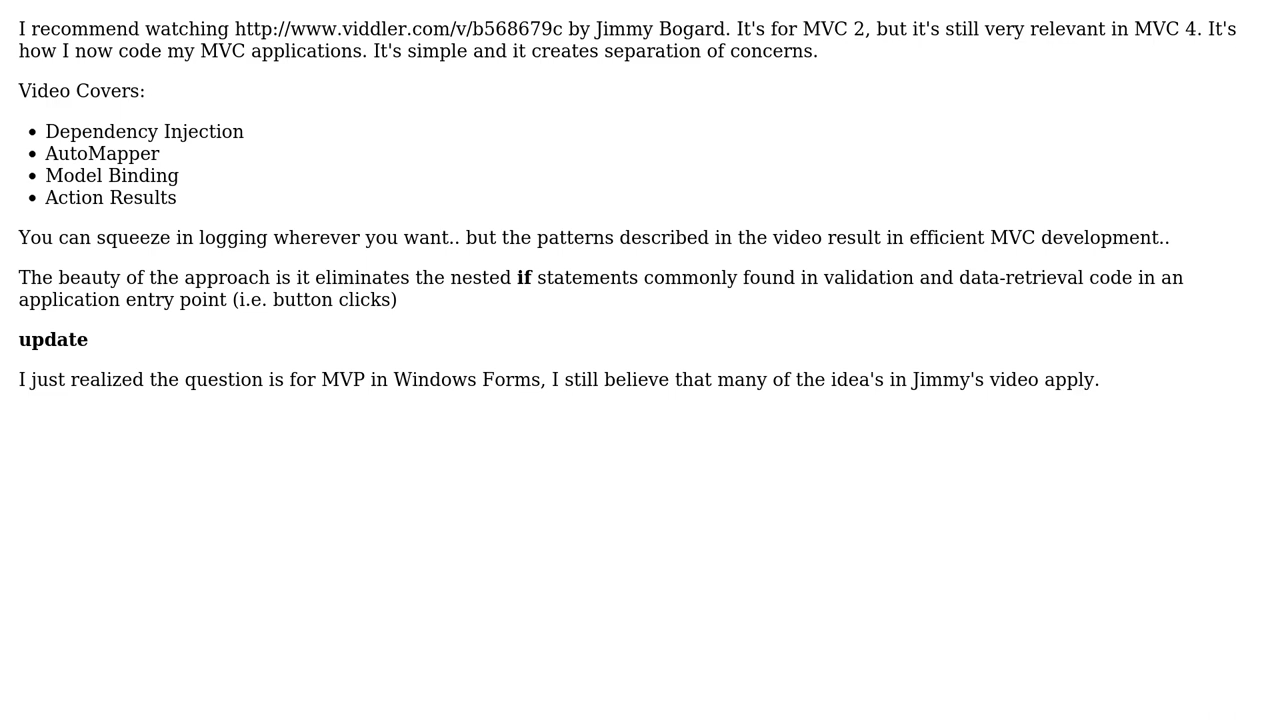 I recommend watching http://www.viddler.com/v/b568679c by Jimmy Bogard. It's for MVC 2, but it's still very relevant in MVC 4. It's
how I now code my MVC applications. It's simple and it creates separation of concerns.
Video Covers:
• Dependency Injection
• AutoMapper
• Model Binding
• Action Results
You can squeeze in logging wherever you want.. but the patterns described in the video result in efficient MVC development..
The beauty of the approach is it eliminates the nested if statements commonly found in validation and data-retrieval code in an
application entry point (i.e. button clicks)
update
I just realized the question is for MVP in Windows Forms, I still believe that many of the idea's in Jimmy's video apply.